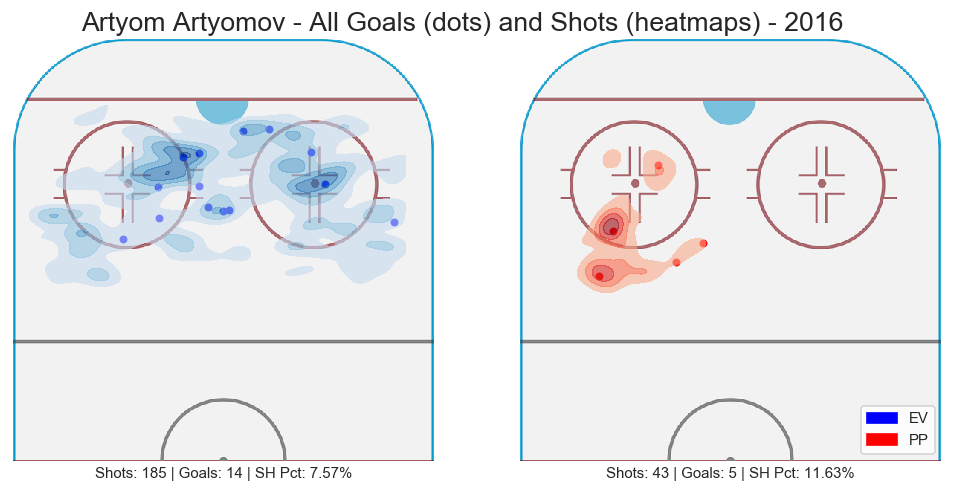 Artyom Artyomov - All Goals (dots) and Shots (heatmaps) - 2016
EV
PP
Shots: 185 | Goals: 14 | SH Pct: 7.57%
Shots: 43 | Goals: 5 | SH Pct: 11.63%